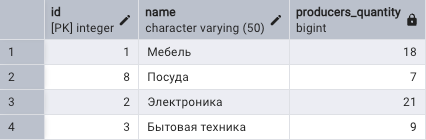 id name producers_quantity
[PK] integer character varying (50) bigint
1 1 Мебель 18
2 8 Посуда 7
3 2 Электроника 21
4 3 Бытовая техника 9